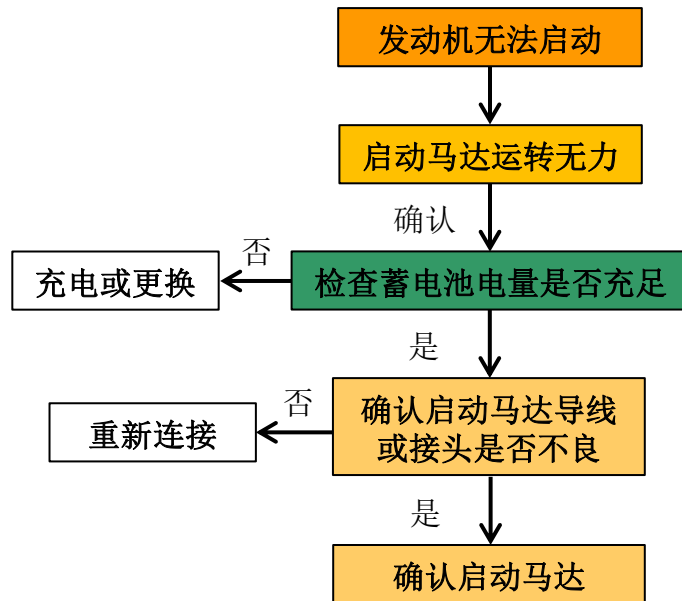 发动机无法启动
启动马达运转无力
确认
否
充电或更换
检查蓄电池电量是否充足
是
否
确认启动马达导线
或接头是否不良
重新连接
是
确认启动马达